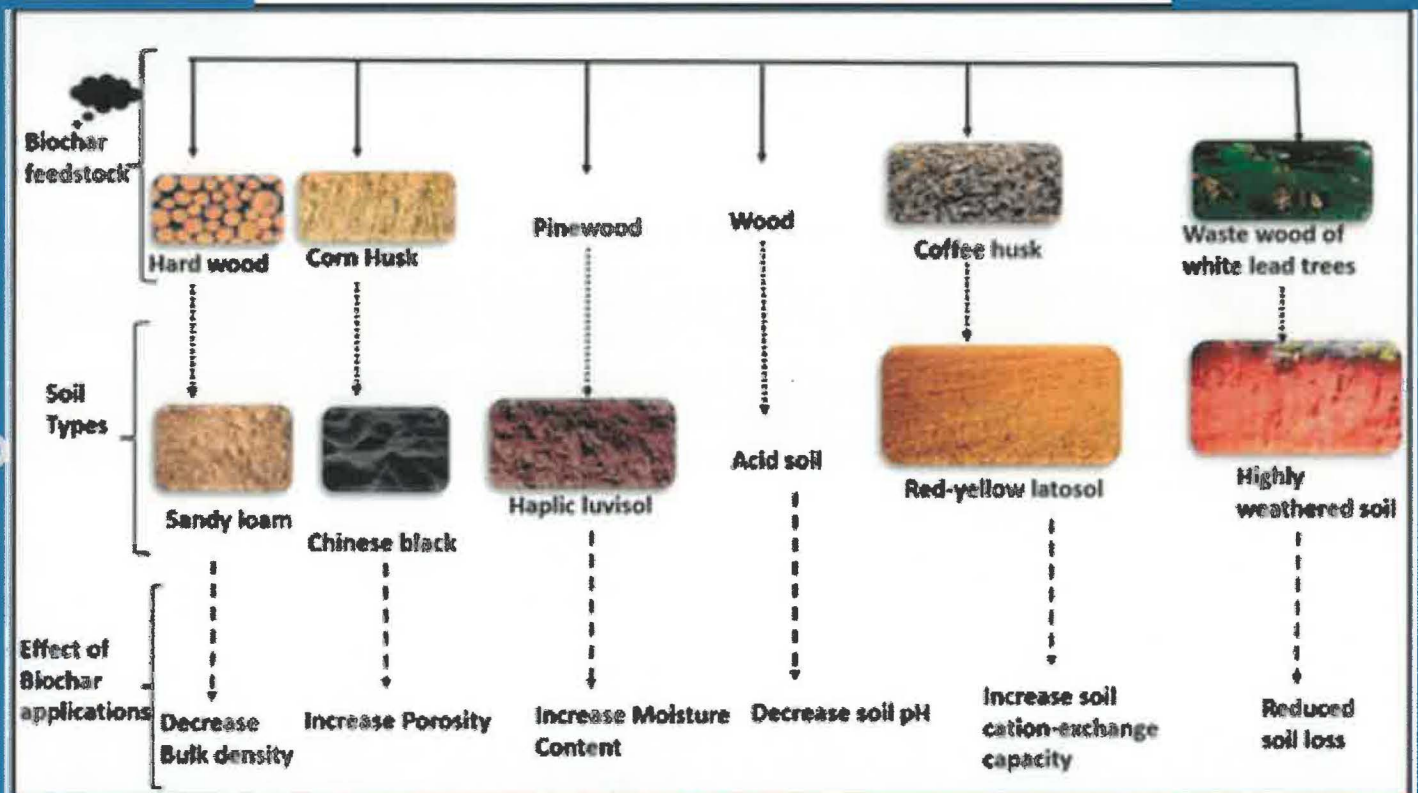 Biochar
feedstock
Hard wood
Corn Husk
Pinewood
Wood
Coffee husk
Waste wood of
white lead trees
Soil
Types
Sandy loam
Chinese black
Haplic luvisol
Acid soil
Red-yellow latosol
Highly
weathered soil
Effect of
Biochar
applications
Decrease
Bulk density
Increase Porosity
Increase Moisture
Content
Decrease soil pH
Increase soil
cation-exchange
capacity
Reduced
soil loss